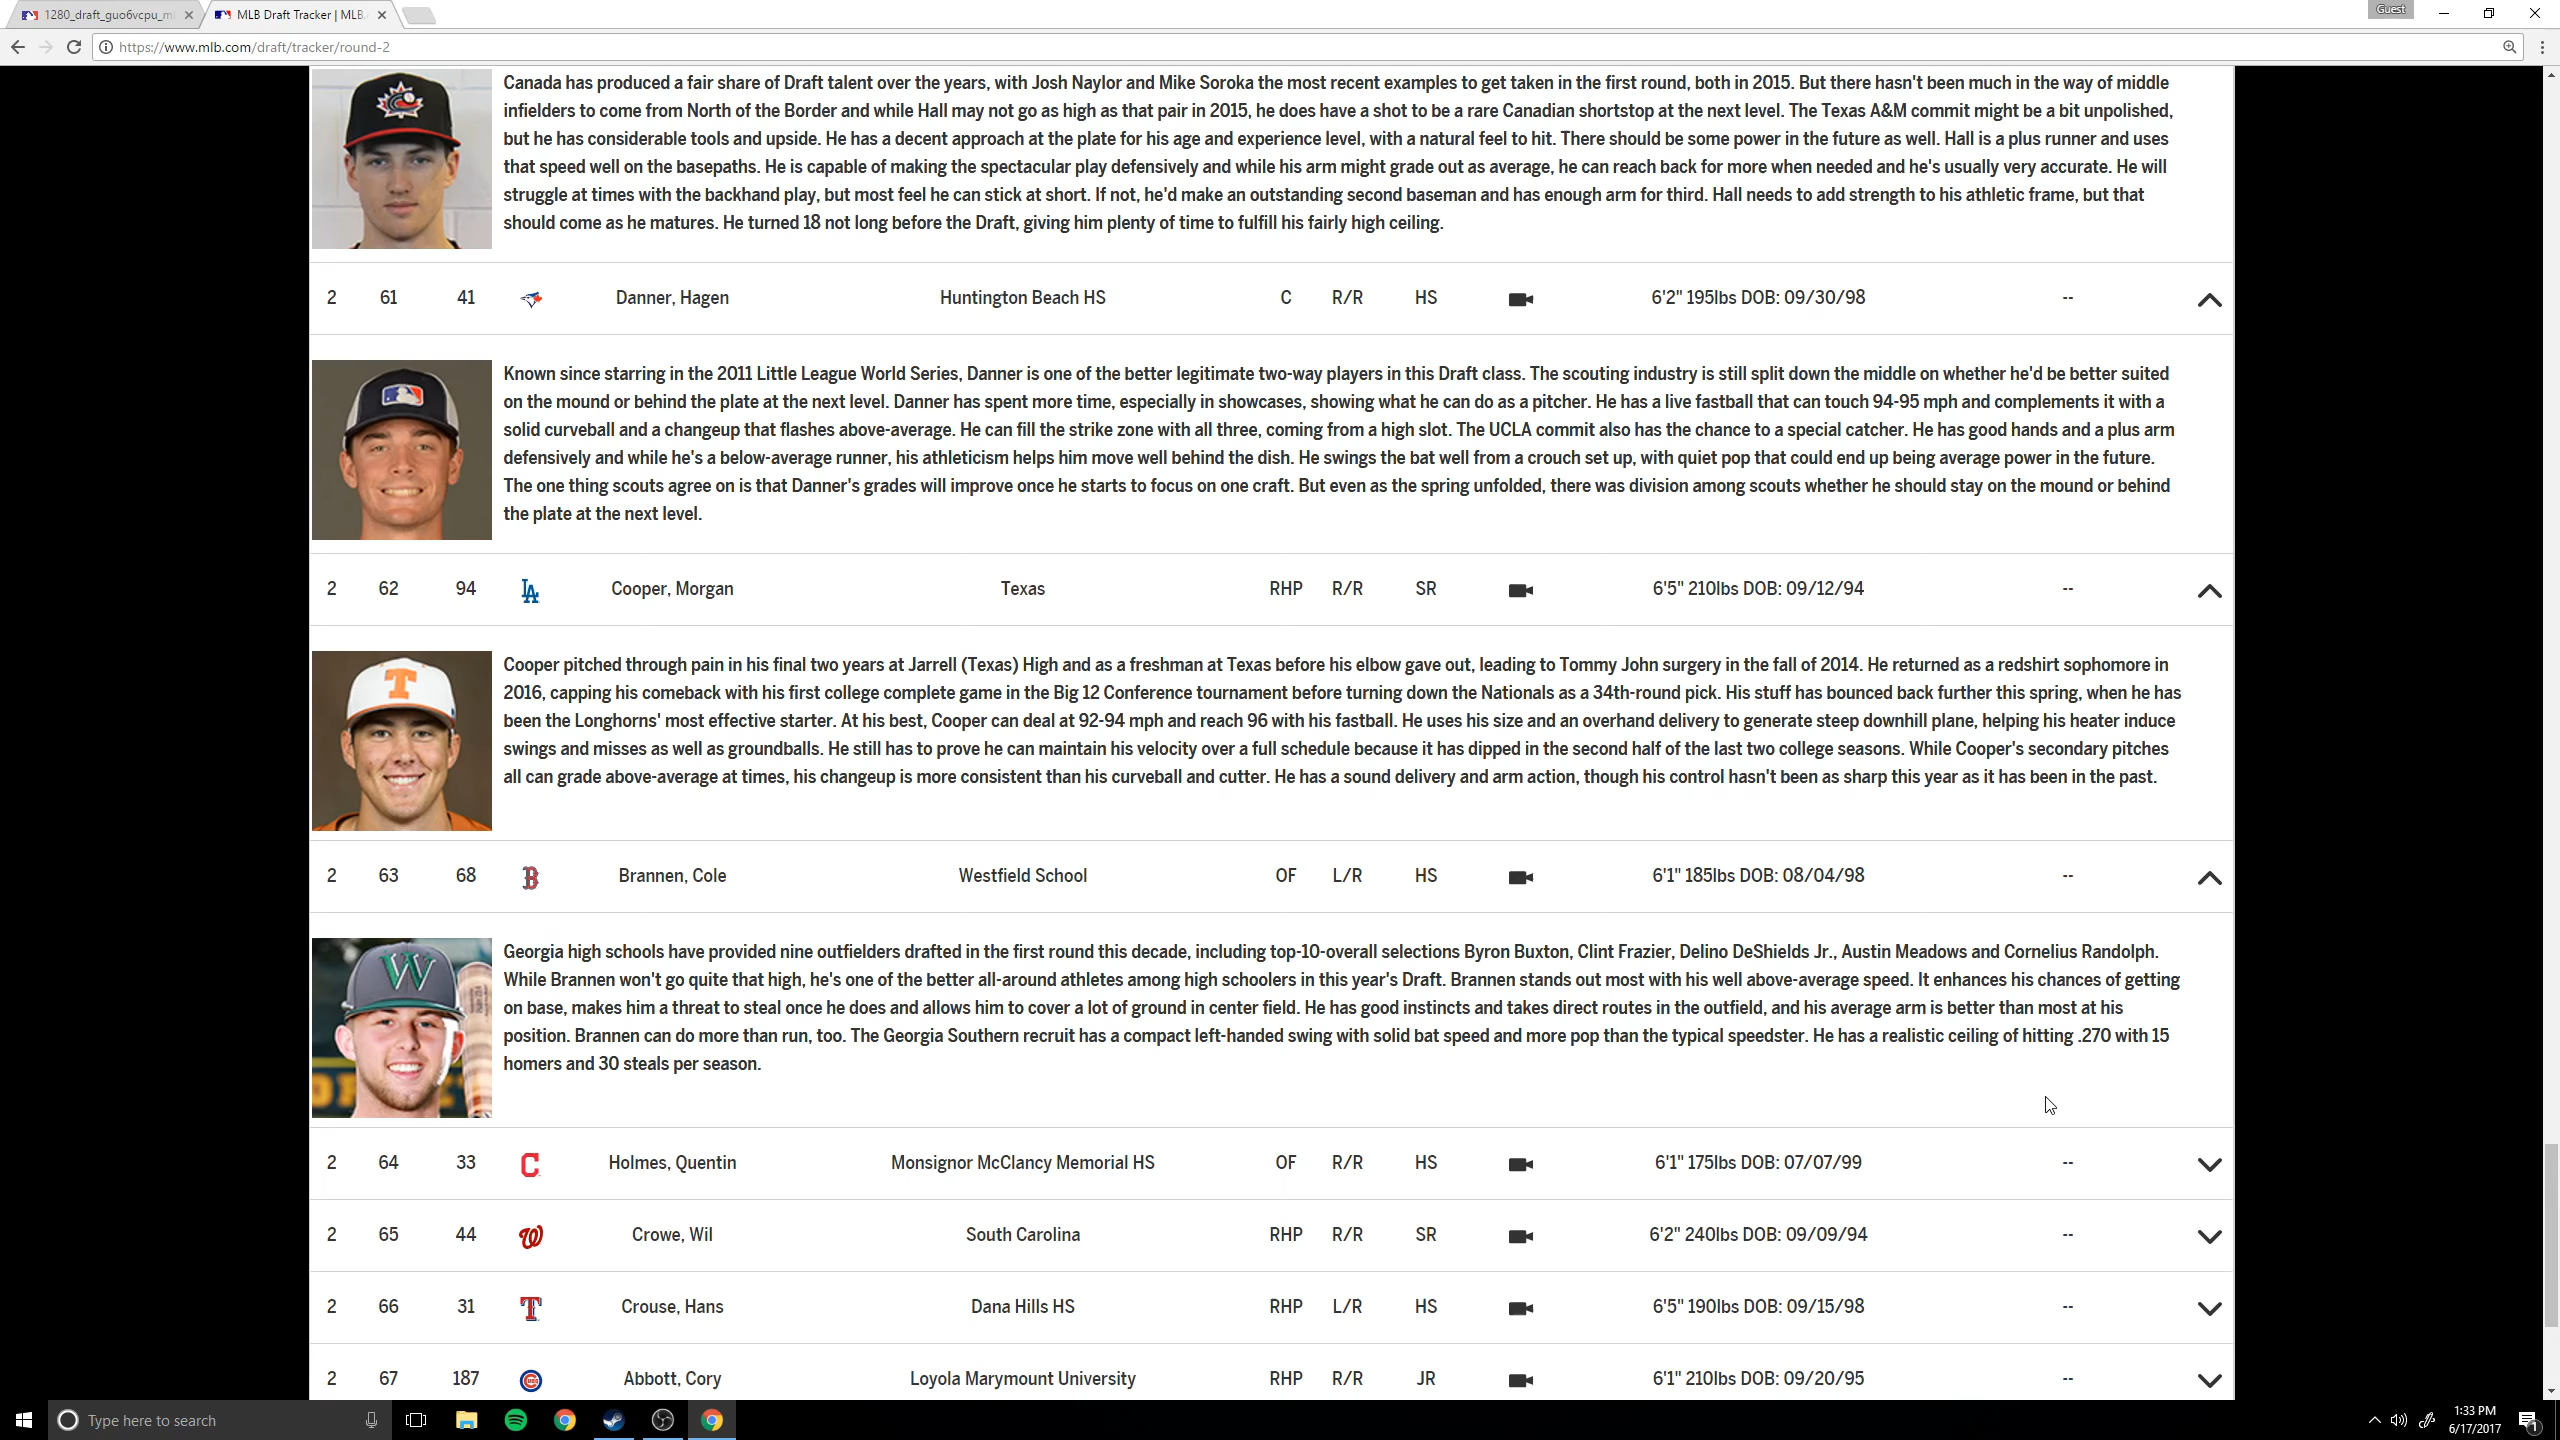 1280_draft_guo6vcpu_m
MLB Draft Tracker | MLB.
Guest
https://www.mlb.com/draft/tracker/round-2
Canada has produced a fair share of Draft talent over the years, with Josh Naylor and Mike Soroka the most recent examples to get taken in the first round, both in 2015. But there hasn't been much in the way of middle
infielders to come from North of the Border and while Hall may not go as high as that pair in 2015, he does have a shot to be a rare Canadian shortstop at the next level. The Texas A&M commit might be a bit unpolished,
but he has considerable tools and upside. He has a decent approach at the plate for his age and experience level, with a natural feel to hit. There should be some power in the future as well. Hall is a plus runner and uses
that speed well on the basepaths. He is capable of making the spectacular play defensively and while his arm might grade out as average, he can reach back for more when needed and he's usually very accurate. He will
struggle at times with the backhand play, but most feel he can stick at short. If not, he'd make an outstanding second baseman and has enough arm for third. Hall needs to add strength to his athletic frame, but that
should come as he matures. He turned 18 not long before the Draft, giving him plenty of time to fulfill his fairly high ceiling.
2 61 41 Danner, Hagen Huntington Beach HS C R/R HS 6'2" 195lbs DOB: 09/30/98 --
Known since starring in the 2011 Little League World Series, Danner is one of the better legitimate two-way players in this Draft class. The scouting industry is still split down the middle on whether he'd be better suited
on the mound or behind the plate at the next level. Danner has spent more time, especially in showcases, showing what he can do as a pitcher. He has a live fastball that can touch 94-95 mph and complements it with a
solid curveball and a changeup that flashes above-average. He can fill the strike zone with all three, coming from a high slot. The UCLA commit also has the chance to a special catcher. He has good hands and a plus arm
defensively and while he's a below-average runner, his athleticism helps him move well behind the dish. He swings the bat well from a crouch set up, with quiet pop that could end up being average power in the future.
The one thing scouts agree on is that Danner's grades will improve once he starts to focus on one craft. But even as the spring unfolded, there was division among scouts whether he should stay on the mound or behind
the plate at the next level.
2 62 94 LA Cooper, Morgan Texas RHP R/R SR 6'5" 210lbs DOB: 09/12/94 --
T
Cooper pitched through pain in his final two years at Jarrell (Texas) High and as a freshman at Texas before his elbow gave out, leading to Tommy John surgery in the fall of 2014. He returned as a redshirt sophomore in
2016, capping his comeback with his first college complete game in the Big 12 Conference tournament before turning down the Nationals as a 34th-round pick. His stuff has bounced back further this spring, when he has
been the Longhorns' most effective starter. At his best, Cooper can deal at 92-94 mph and reach 96 with his fastball. He uses his size and an overhand delivery to generate steep downhill plane, helping his heater induce
swings and misses as well as groundballs. He still has to prove he can maintain his velocity over a full schedule because it has dipped in the second half of the last two college seasons. While Cooper's secondary pitches
all can grade above-average at times, his changeup is more consistent than his curveball and cutter. He has a sound delivery and arm action, though his control hasn't been as sharp this year as it has been in the past.
2 63 68 B Brannen, Cole Westfield School OF L/R HS 6'1" 185lbs DOB: 08/04/98 --
W
Georgia high schools have provided nine outfielders drafted in the first round this decade, including top-10-overall selections Byron Buxton, Clint Frazier, Delino DeShields Jr., Austin Meadows and Cornelius Randolph.
While Brannen won't go quite that high, he's one of the better all-around athletes among high schoolers in this year's Draft. Brannen stands out most with his well above-average speed. It enhances his chances of getting
on base, makes him a threat to steal once he does and allows him to cover a lot of ground in center field. He has good instincts and takes direct routes in the outfield, and his average arm is better than most at his
position. Brannen can do more than run, too. The Georgia Southern recruit has a compact left-handed swing with solid bat speed and more pop than the typical speedster. He has a realistic ceiling of hitting .270 with 15
homers and 30 steals per season.
2 64 33 C Holmes, Quentin Monsignor McClancy Memorial HS OF R/R HS 6'1" 175lbs DOB: 07/07/99 --
2 65 44 W Crowe, Wil South Carolina RHP R/R SR 6'2" 240lbs DOB: 09/09/94 --
2 66 31 T Crouse, Hans Dana Hills HS RHP L/R HS 6'5" 190lbs DOB: 09/15/98 --
2 67 187 Abbott, Cory Loyola Marymount University RHP R/R JR 6'1" 210lbs DOB: 09/20/95 --
Type here to search
1:33 PM
6/17/2017
1